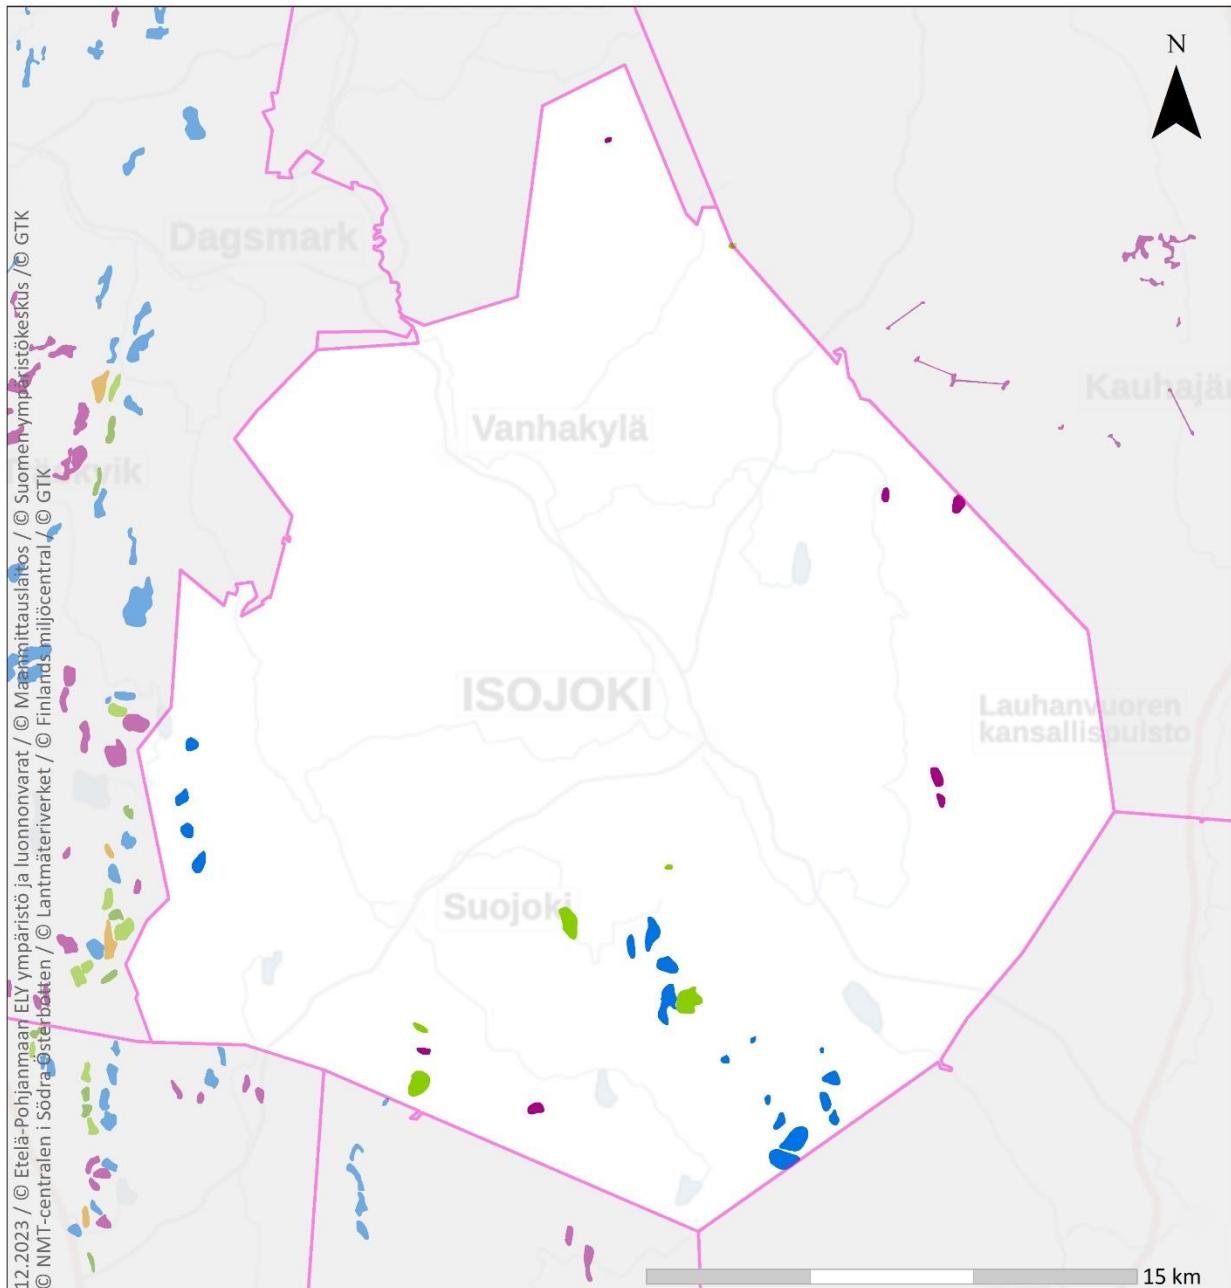 N
Dagsmark
Vanhakylä
Kauhajär
ISOJOKI
Lauhanvuoren
kansallispuisto
Suojoki
12.2023 / © Etelä-Pohjanmaan ELY ympäristö ja luonnonvarat / © Maanmittauslaitos / © Suomen ympäristökeskus /© GTK
© NMT-centralen i Södra Österbotten / © Lantmäteriverket / © Finlands miljöcentral / © GTK
15 km